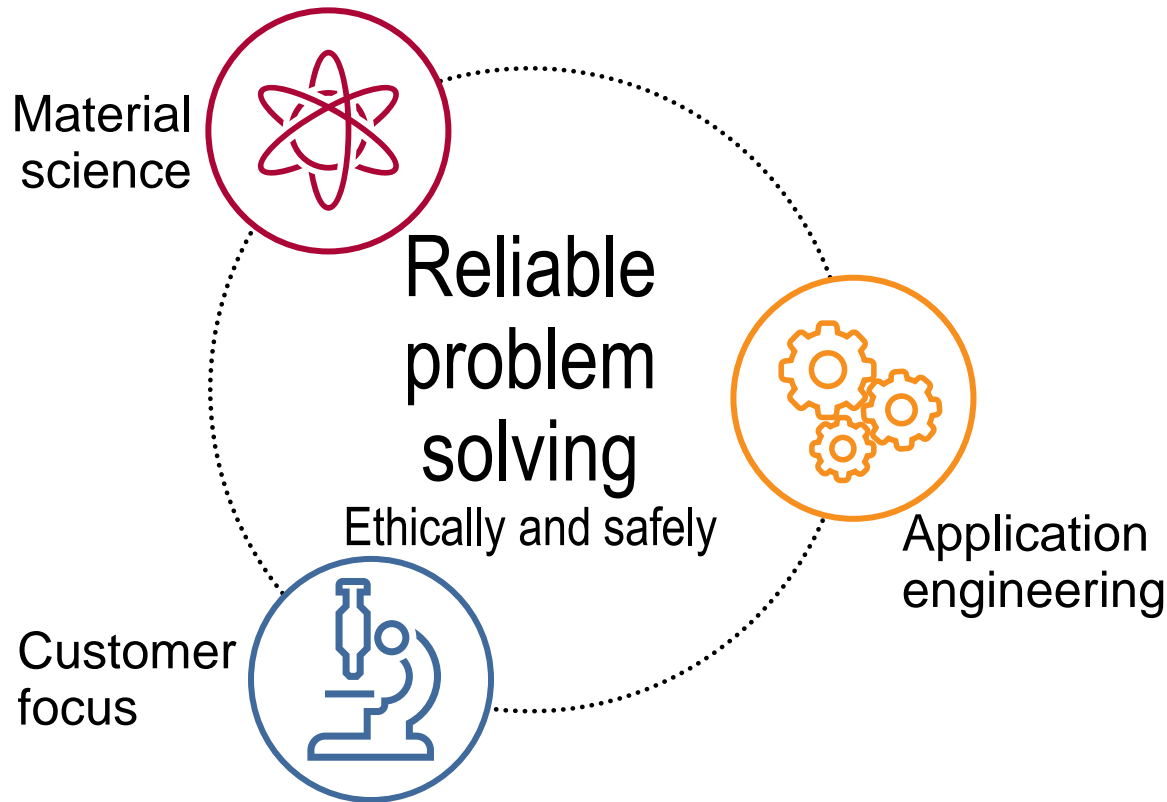 Material
science
Reliable
problem
solving
Ethically and safely
Application
engineering
Customer
focus